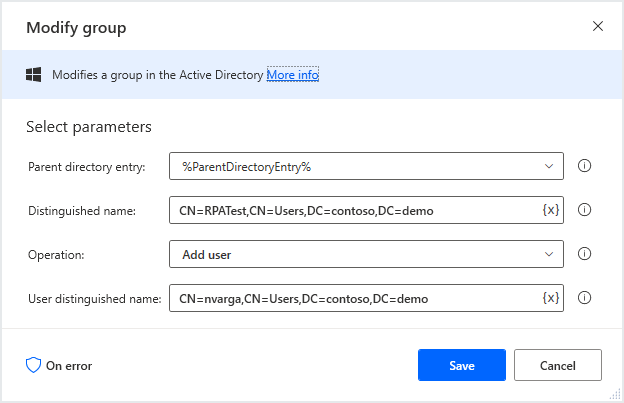 Modify group
Modifies a group in the Active Directory More info
Select parameters
Parent directory entry: %ParentDirectoryEntry%
Distinguished name: CN=RPATest,CN=Users,DC=contoso,DC=demo {x}
Operation: Add user
User distinguished name: CN=nvarga,CN=Users,DC=contoso,DC=demo {x}
On error Save Cancel